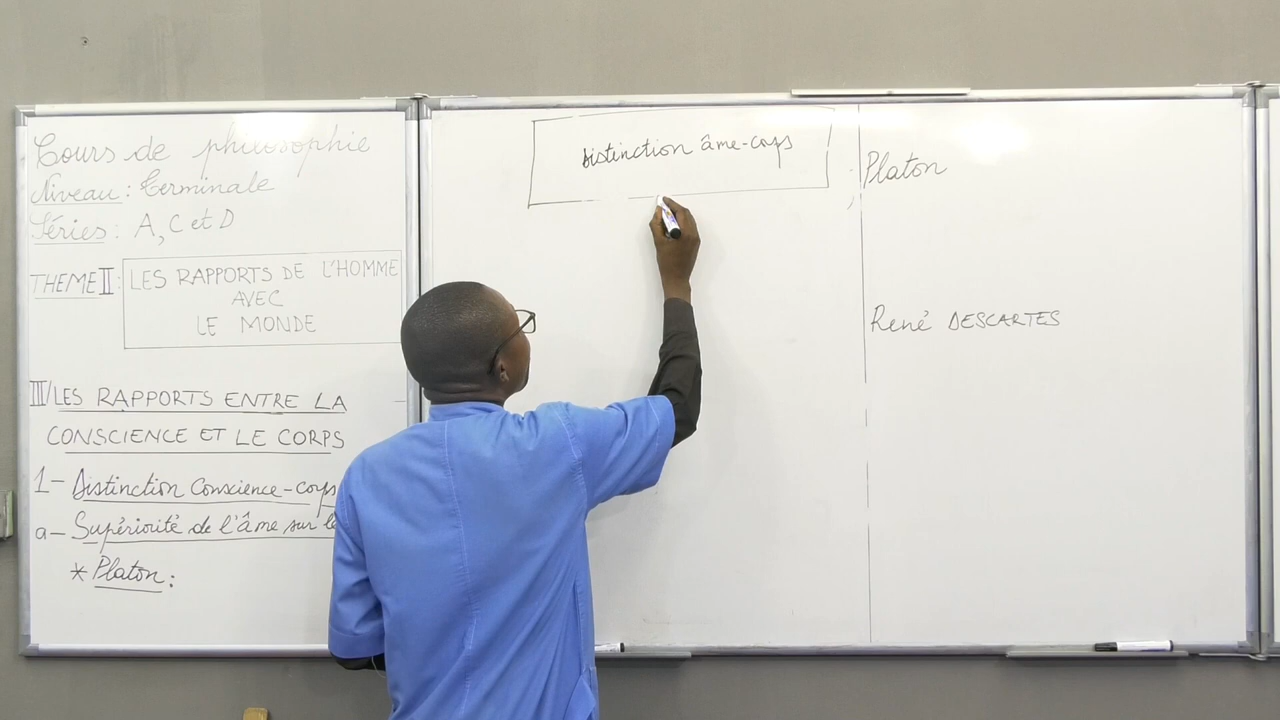 Cours de philosophie
Niveau : Terminale
Séries : A, C et D
THEME II :
LES RAPPORTS DE L'HOMME
AVEC
LE MONDE
III/ LES RAPPORTS ENTRE LA
CONSCIENCE ET LE CORPS
1- Distinction conscience-corps
a- Supériorité de l'âme sur le
* Platon :
Distinction âme-corps
Platon
René DESCARTES